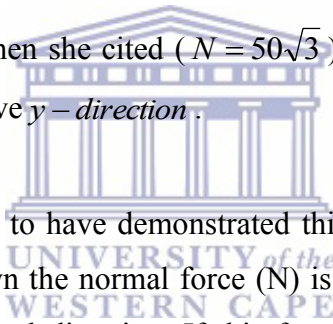 hen she cited ( N = 50√3 )
ve y – direction .
to have demonstrated thi
UNIVERSITY of the
vn the normal force (N) is
WESTERN CAPE